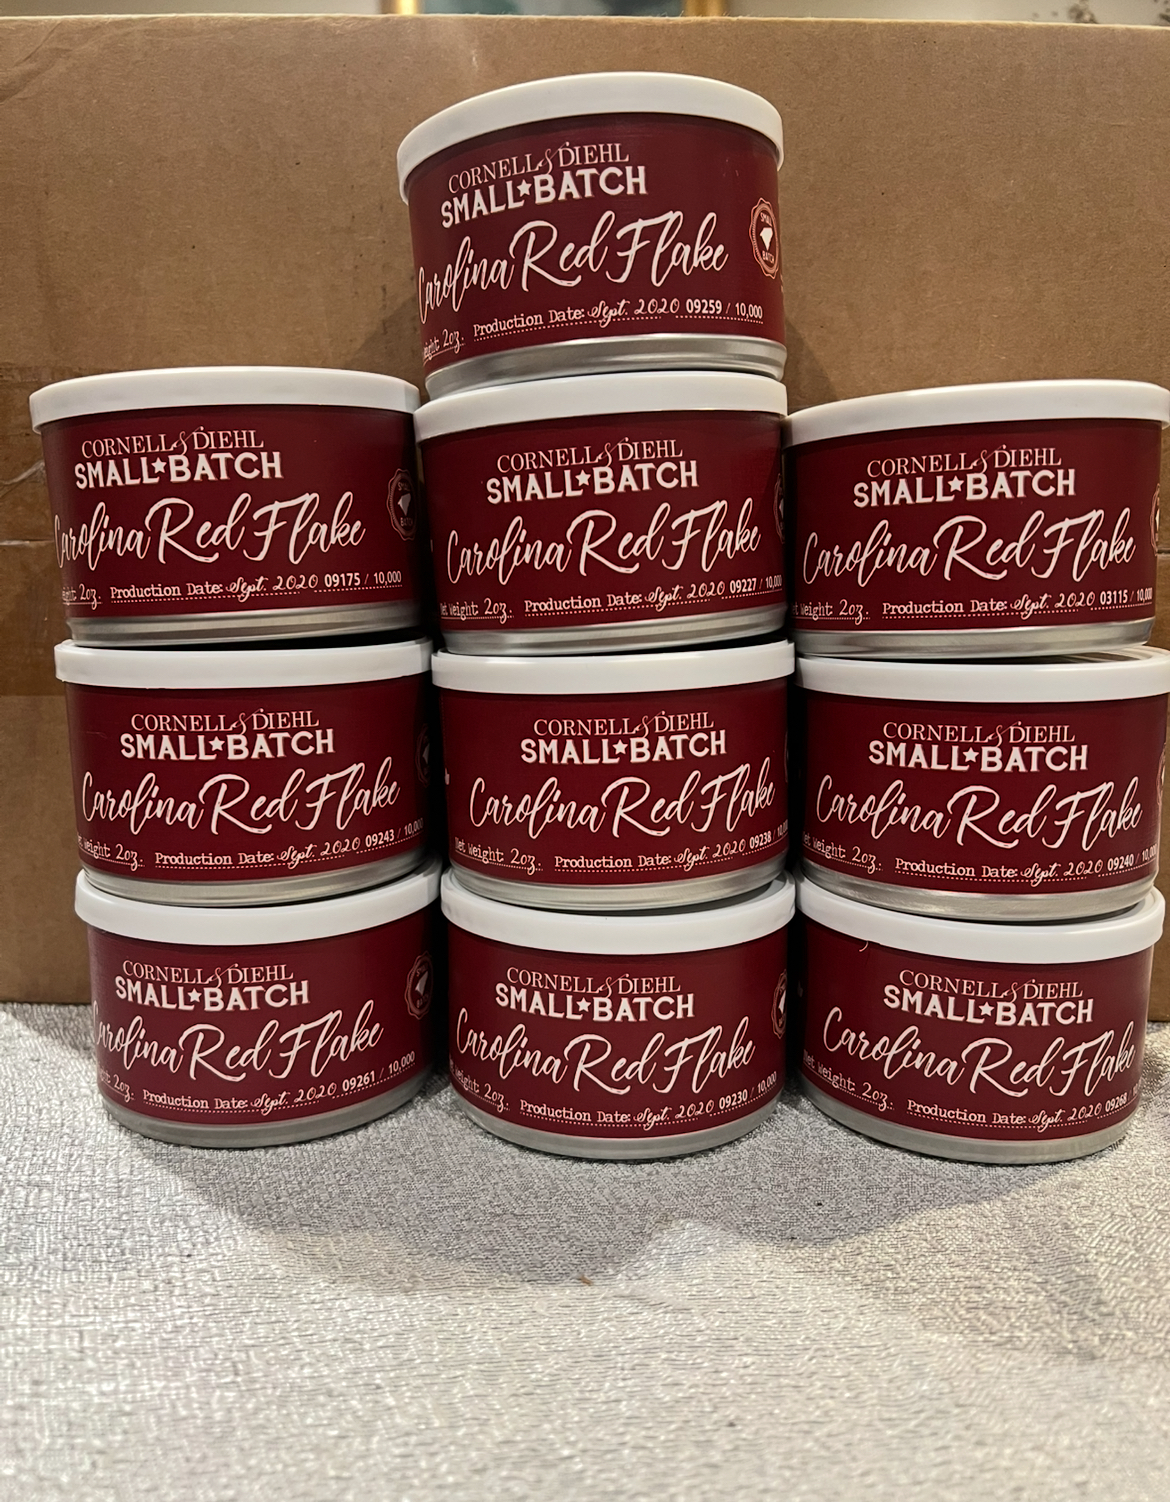 CORNELL & DIEHL
SMALL★BATCH
Carolina Red Flake
Weight 2oz. Production Date: Sept. 2020 09259 / 10,000
SMALL
BATCH
CORNELL & DIEHL
SMALL★BATCH
Carolina Red Flake
2oz. Production Date: Sept. 2020 09175 / 10,000
SMALL
BATCH
CORNELL & DIEHL
SMALL★BATCH
Carolina Red Flake
Net Weight 2oz. Production Date: Sept. 2020 09227 / 10,000
CORNELL & DIEHL
SMALL★BATCH
Carolina Red Flake
Weight 2oz. Production Date: Sept. 2020 03115 / 10,000
CORNELL & DIEHL
SMALL★BATCH
Carolina Red Flake
Weight 2oz. Production Date: Sept. 2020 09243 / 10,000
CORNELL & DIEHL
SMALL★BATCH
Carolina Red Flake
Net Weight 2oz. Production Date: Sept. 2020 09238 / 10,000
CORNELL & DIEHL
SMALL★BATCH
Carolina Red Flake
Net Weight 2oz. Production Date: Sept. 2020 09240 / 10,000
CORNELL & DIEHL
SMALL★BATCH
Carolina Red Flake
2oz. Production Date: Sept. 2020 09261 / 10,000
CORNELL & DIEHL
SMALL★BATCH
Carolina Red Flake
Weight 2oz. Production Date: Sept. 2020 09230 / 10,000
CORNELL & DIEHL
SMALL★BATCH
Carolina Red Flake
Net Weight 2oz. Production Date: Sept. 2020 09268